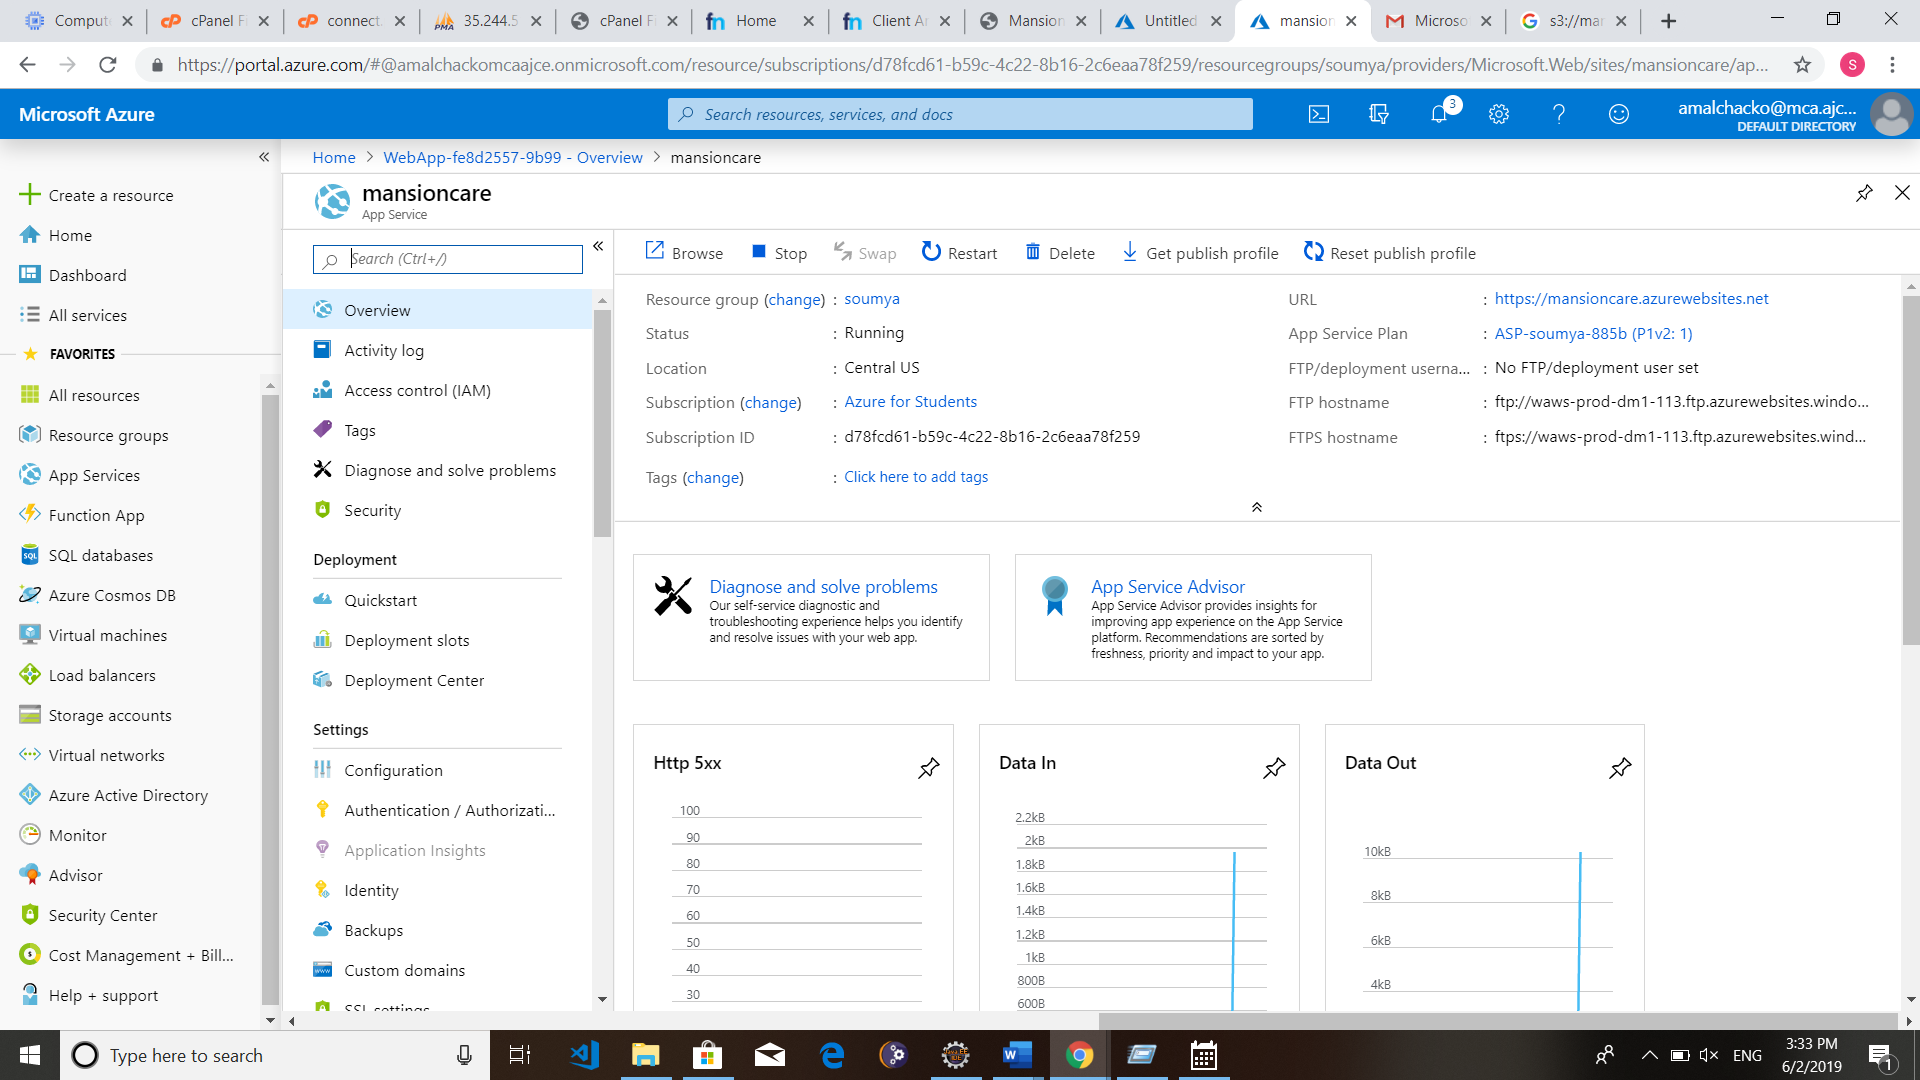 Comput
cPanel F
connect.
35.244.5
cPanel F
Home
Client A
Mansion
Untitled
mansion
Microso
s3://mar
https://portal.azure.com/#@amalchackomcaajce.onmicrosoft.com/resource/subscriptions/d78fcd61-b59c-4c22-8b16-2c6eaa78f259/resourcegroups/soumya/providers/Microsoft.Web/sites/mansioncare/ap...
S
Microsoft Azure
Search resources, services, and docs
3
amalchacko@mca.ajc...
DEFAULT DIRECTORY
Home > WebApp-fe8d2557-9b99 - Overview > mansioncare
mansioncare
App Service
Create a resource
Home
Dashboard
All services
FAVORITES
All resources
Resource groups
App Services
Function App
SQL databases
Azure Cosmos DB
Virtual machines
Load balancers
Storage accounts
Virtual networks
Azure Active Directory
Monitor
Advisor
Security Center
Cost Management + Bill...
Help + support
Search (Ctrl+/)
Overview
Activity log
Access control (IAM)
Tags
Diagnose and solve problems
Security
Deployment
Quickstart
Deployment slots
Deployment Center
Settings
Configuration
Authentication / Authorizati...
Application Insights
Identity
Backups
Custom domains
SSL settings
Browse
Stop
Swap
Restart
Delete
Get publish profile
Reset publish profile
Resource group (change) : soumya
Status : Running
Location : Central US
Subscription (change) : Azure for Students
Subscription ID : d78fcd61-b59c-4c22-8b16-2c6eaa78f259
Tags (change) : Click here to add tags
URL : https://mansioncare.azurewebsites.net
App Service Plan : ASP-soumya-885b (P1v2: 1)
FTP/deployment userna... : No FTP/deployment user set
FTP hostname : ftp://waws-prod-dm1-113.ftp.azurewebsites.windo...
FTPS hostname : ftps://waws-prod-dm1-113.ftp.azurewebsites.wind...
Diagnose and solve problems
Our self-service diagnostic and
troubleshooting experience helps you identify
and resolve issues with your web app.
App Service Advisor
App Service Advisor provides insights for
improving app experience on the App Service
platform. Recommendations are sorted by
freshness, priority and impact to your app.
Http 5xx
100
90
80
70
60
50
40
30
Data In
2.2kB
2kB
1.8kB
1.6kB
1.4kB
1.2kB
1kB
800B
600B
Data Out
10kB
8kB
6kB
4kB
Type here to search
ENG
3:33 PM
6/2/2019
1